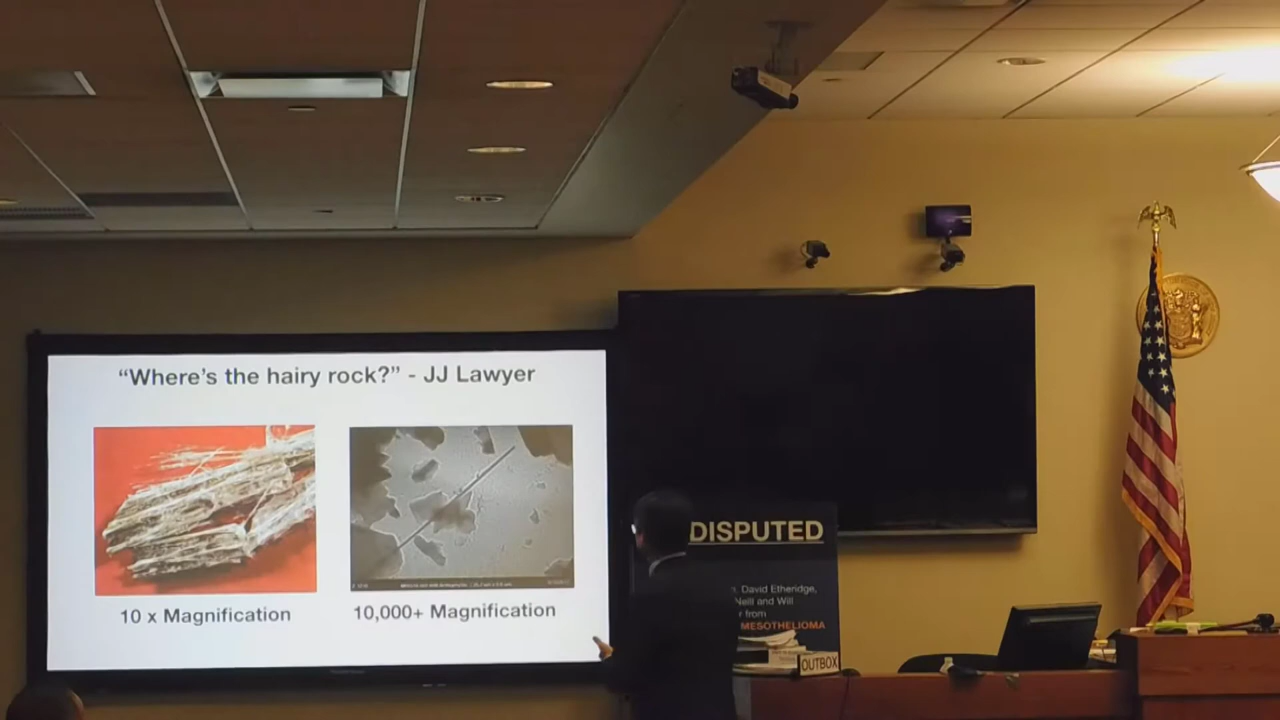 “Where’s the hairy rock?” - JJ Lawyer
10 x Magnification
10,000+ Magnification
DISPUTED
David Etheridge,
Neill and Will
from
MESOTHELIOMA
OUTBOX